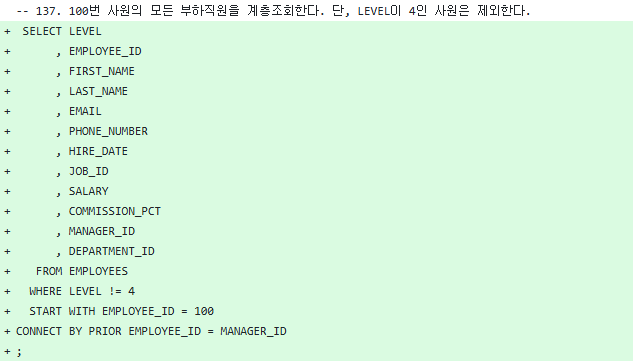 -- 137. 100번 사원의 모든 부하직원을 계층조회한다. 단, LEVEL이 4인 사원은 제외한다.
+ SELECT LEVEL
+ , EMPLOYEE_ID
+ , FIRST_NAME
+ , LAST_NAME
+ , EMAIL
+ , PHONE_NUMBER
+ , HIRE_DATE
+ , JOB_ID
+ , SALARY
+ , COMMISSION_PCT
+ , MANAGER_ID
+ , DEPARTMENT_ID
+ FROM EMPLOYEES
+ WHERE LEVEL != 4
+ START WITH EMPLOYEE_ID = 100
+ CONNECT BY PRIOR EMPLOYEE_ID = MANAGER_ID
+ ;